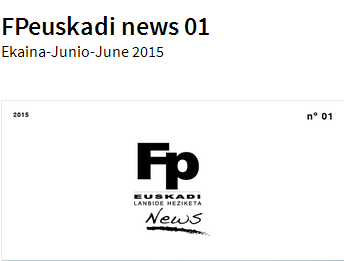 FPeuskadi news 01
Ekaina-Junio-June 2015
2015
nº 01
Fp
EUSKADI
LANBIDE HEZIKETA
News